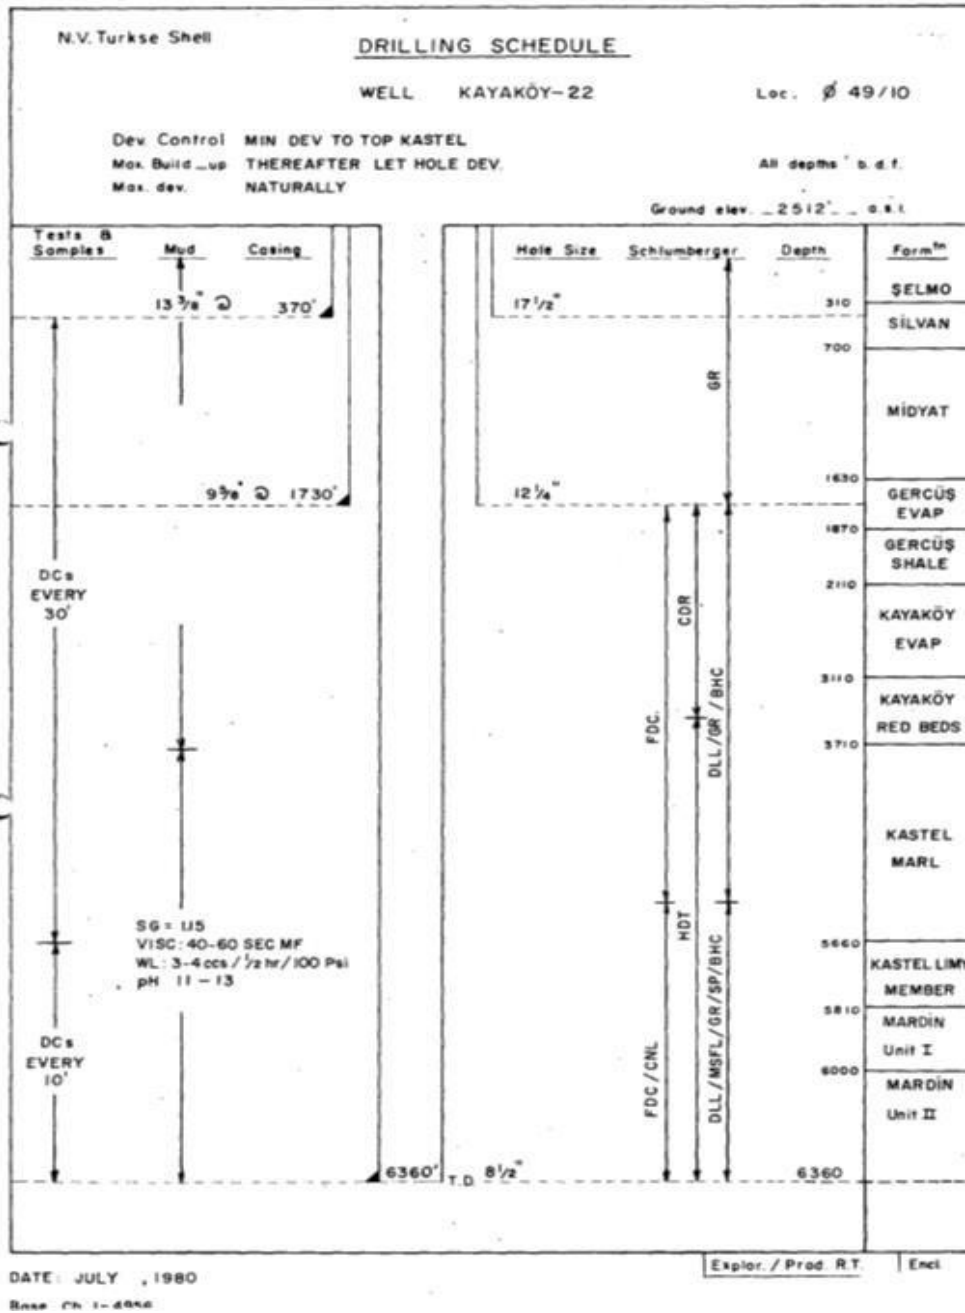 N.V. Turkse Shell
DRILLING SCHEDULE
WELL KAYAKÖY-22 Loc. Ø 49/10
Dev. Control MIN DEV TO TOP KASTEL
Max. Build-up THEREAFTER LET HOLE DEV.
Max. dev. NATURALLY
All depths b.d.f.
Ground elev. 2512' a.s.l.
Tests & Samples Mud Casing Hole Size Schlumberger Depth Form tn
ŞELMO
13 3/8" @ 370' 17 1/2" 310
SİLVAN
700
GR
MİDYAT
1630
9 5/8" @ 1730' 12 1/4"
GERCÜŞ
EVAP
1870
GERCÜŞ
SHALE
2110
DCs
EVERY
30'
CDR
KAYAKÖY
EVAP
3110
FDC.
DLL/GR/BHC
KAYAKÖY
RED BEDS
3710
KASTEL
MARL
HDT
SG = 1.15
VISC: 40-60 SEC MF
WL: 3-4 ccs / 1/2 hr / 100 Psi
pH 11 - 13
5660
KASTEL LIMY
MEMBER
5810
DCs
EVERY
10'
FDC/CNL
DLL/MSFL/GR/SP/BHC
MARDİN
Unit I
6000
MARDİN
Unit II
6360' T.D. 8 1/2" 6360
Explor. / Prod. R.T. Encl.
DATE: JULY , 1980